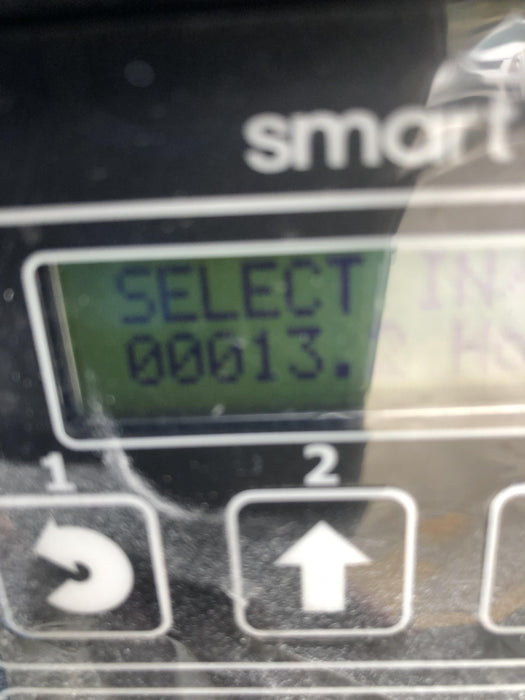 smart
SELECT
00013.
1
2